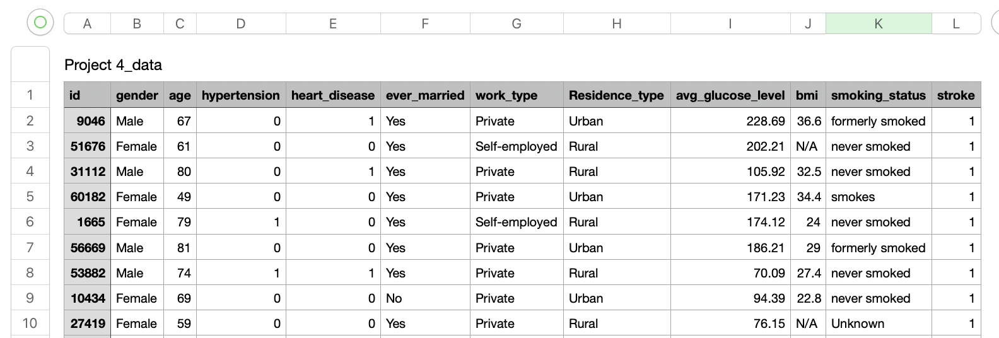 A B C D E F G H I J K L
Project 4_data
1 id gender age hypertension heart_disease ever_married work_type Residence_type avg_glucose_level bmi smoking_status stroke
2 9046 Male 67 0 1 Yes Private Urban 228.69 36.6 formerly smoked 1
3 51676 Female 61 0 0 Yes Self-employed Rural 202.21 N/A never smoked 1
4 31112 Male 80 0 1 Yes Private Rural 105.92 32.5 never smoked 1
5 60182 Female 49 0 0 Yes Private Urban 171.23 34.4 smokes 1
6 1665 Female 79 1 0 Yes Self-employed Rural 174.12 24 never smoked 1
7 56669 Male 81 0 0 Yes Private Urban 186.21 29 formerly smoked 1
8 53882 Male 74 1 1 Yes Private Rural 70.09 27.4 never smoked 1
9 10434 Female 69 0 0 No Private Urban 94.39 22.8 never smoked 1
10 27419 Female 59 0 0 Yes Private Rural 76.15 N/A Unknown 1